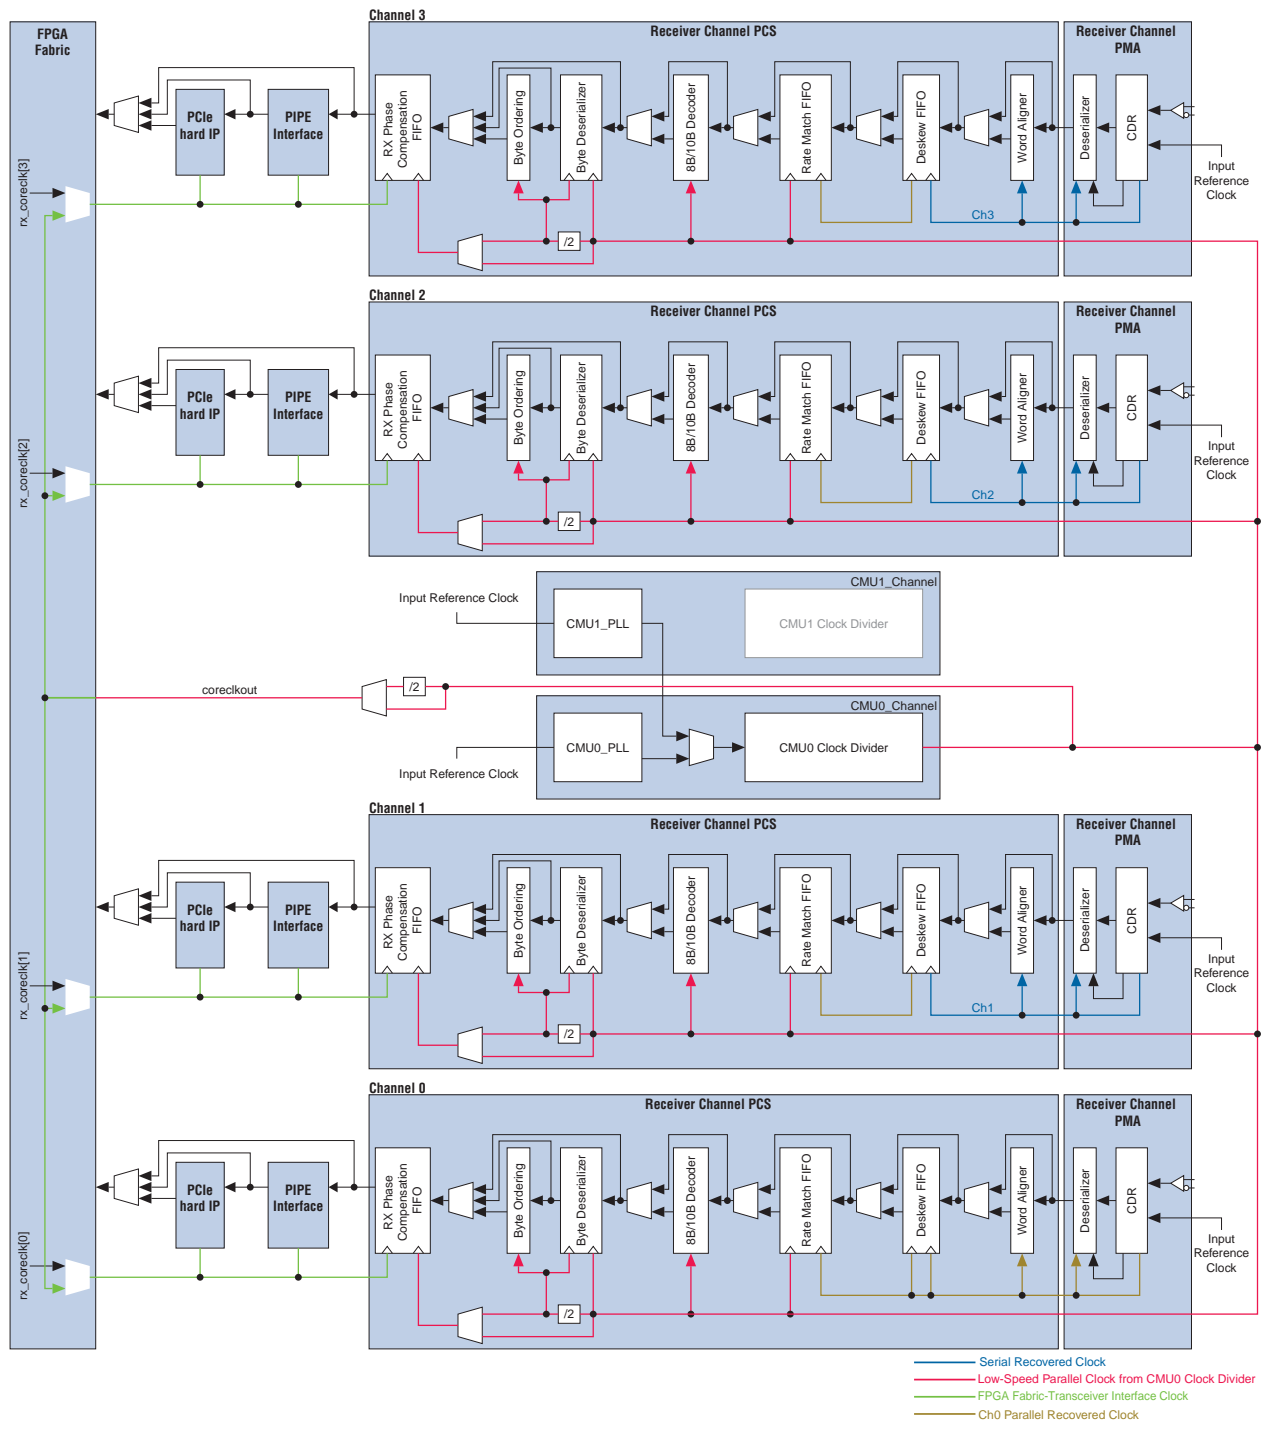 Channel 3
FPGA
Fabric
Receiver Channel PCS
Receiver Channel
PMA
PCIe
hard IP
PIPE
Interface
RX Phase
Compensation
FIFO
Byte Ordering
Byte Deserializer
8B/10B Decoder
Rate Match FIFO
Deskew FIFO
Word Aligner
Deserializer
CDR
Input
Reference
Clock
rx_coreclk[3]
Ch3
/2
Channel 2
Receiver Channel PCS
Receiver Channel
PMA
PCIe
hard IP
PIPE
Interface
RX Phase
Compensation
FIFO
Byte Ordering
Byte Deserializer
8B/10B Decoder
Rate Match FIFO
Deskew FIFO
Word Aligner
Deserializer
CDR
Input
Reference
Clock
rx_coreclk[2]
Ch2
/2
CMU1_Channel
Input Reference Clock
CMU1_PLL
CMU1 Clock Divider
coreclkout
/2
CMU0_Channel
CMU0_PLL
CMU0 Clock Divider
Input Reference Clock
Channel 1
Receiver Channel PCS
Receiver Channel
PMA
PCIe
hard IP
PIPE
Interface
RX Phase
Compensation
FIFO
Byte Ordering
Byte Deserializer
8B/10B Decoder
Rate Match FIFO
Deskew FIFO
Word Aligner
Deserializer
CDR
Input
Reference
Clock
rx_coreclk[1]
Ch1
/2
Channel 0
Receiver Channel PCS
Receiver Channel
PMA
PCIe
hard IP
PIPE
Interface
RX Phase
Compensation
FIFO
Byte Ordering
Byte Deserializer
8B/10B Decoder
Rate Match FIFO
Deskew FIFO
Word Aligner
Deserializer
CDR
Input
Reference
Clock
rx_coreclk[0]
/2
Serial Recovered Clock
Low-Speed Parallel Clock from CMU0 Clock Divider
FPGA Fabric-Transceiver Interface Clock
Ch0 Parallel Recovered Clock